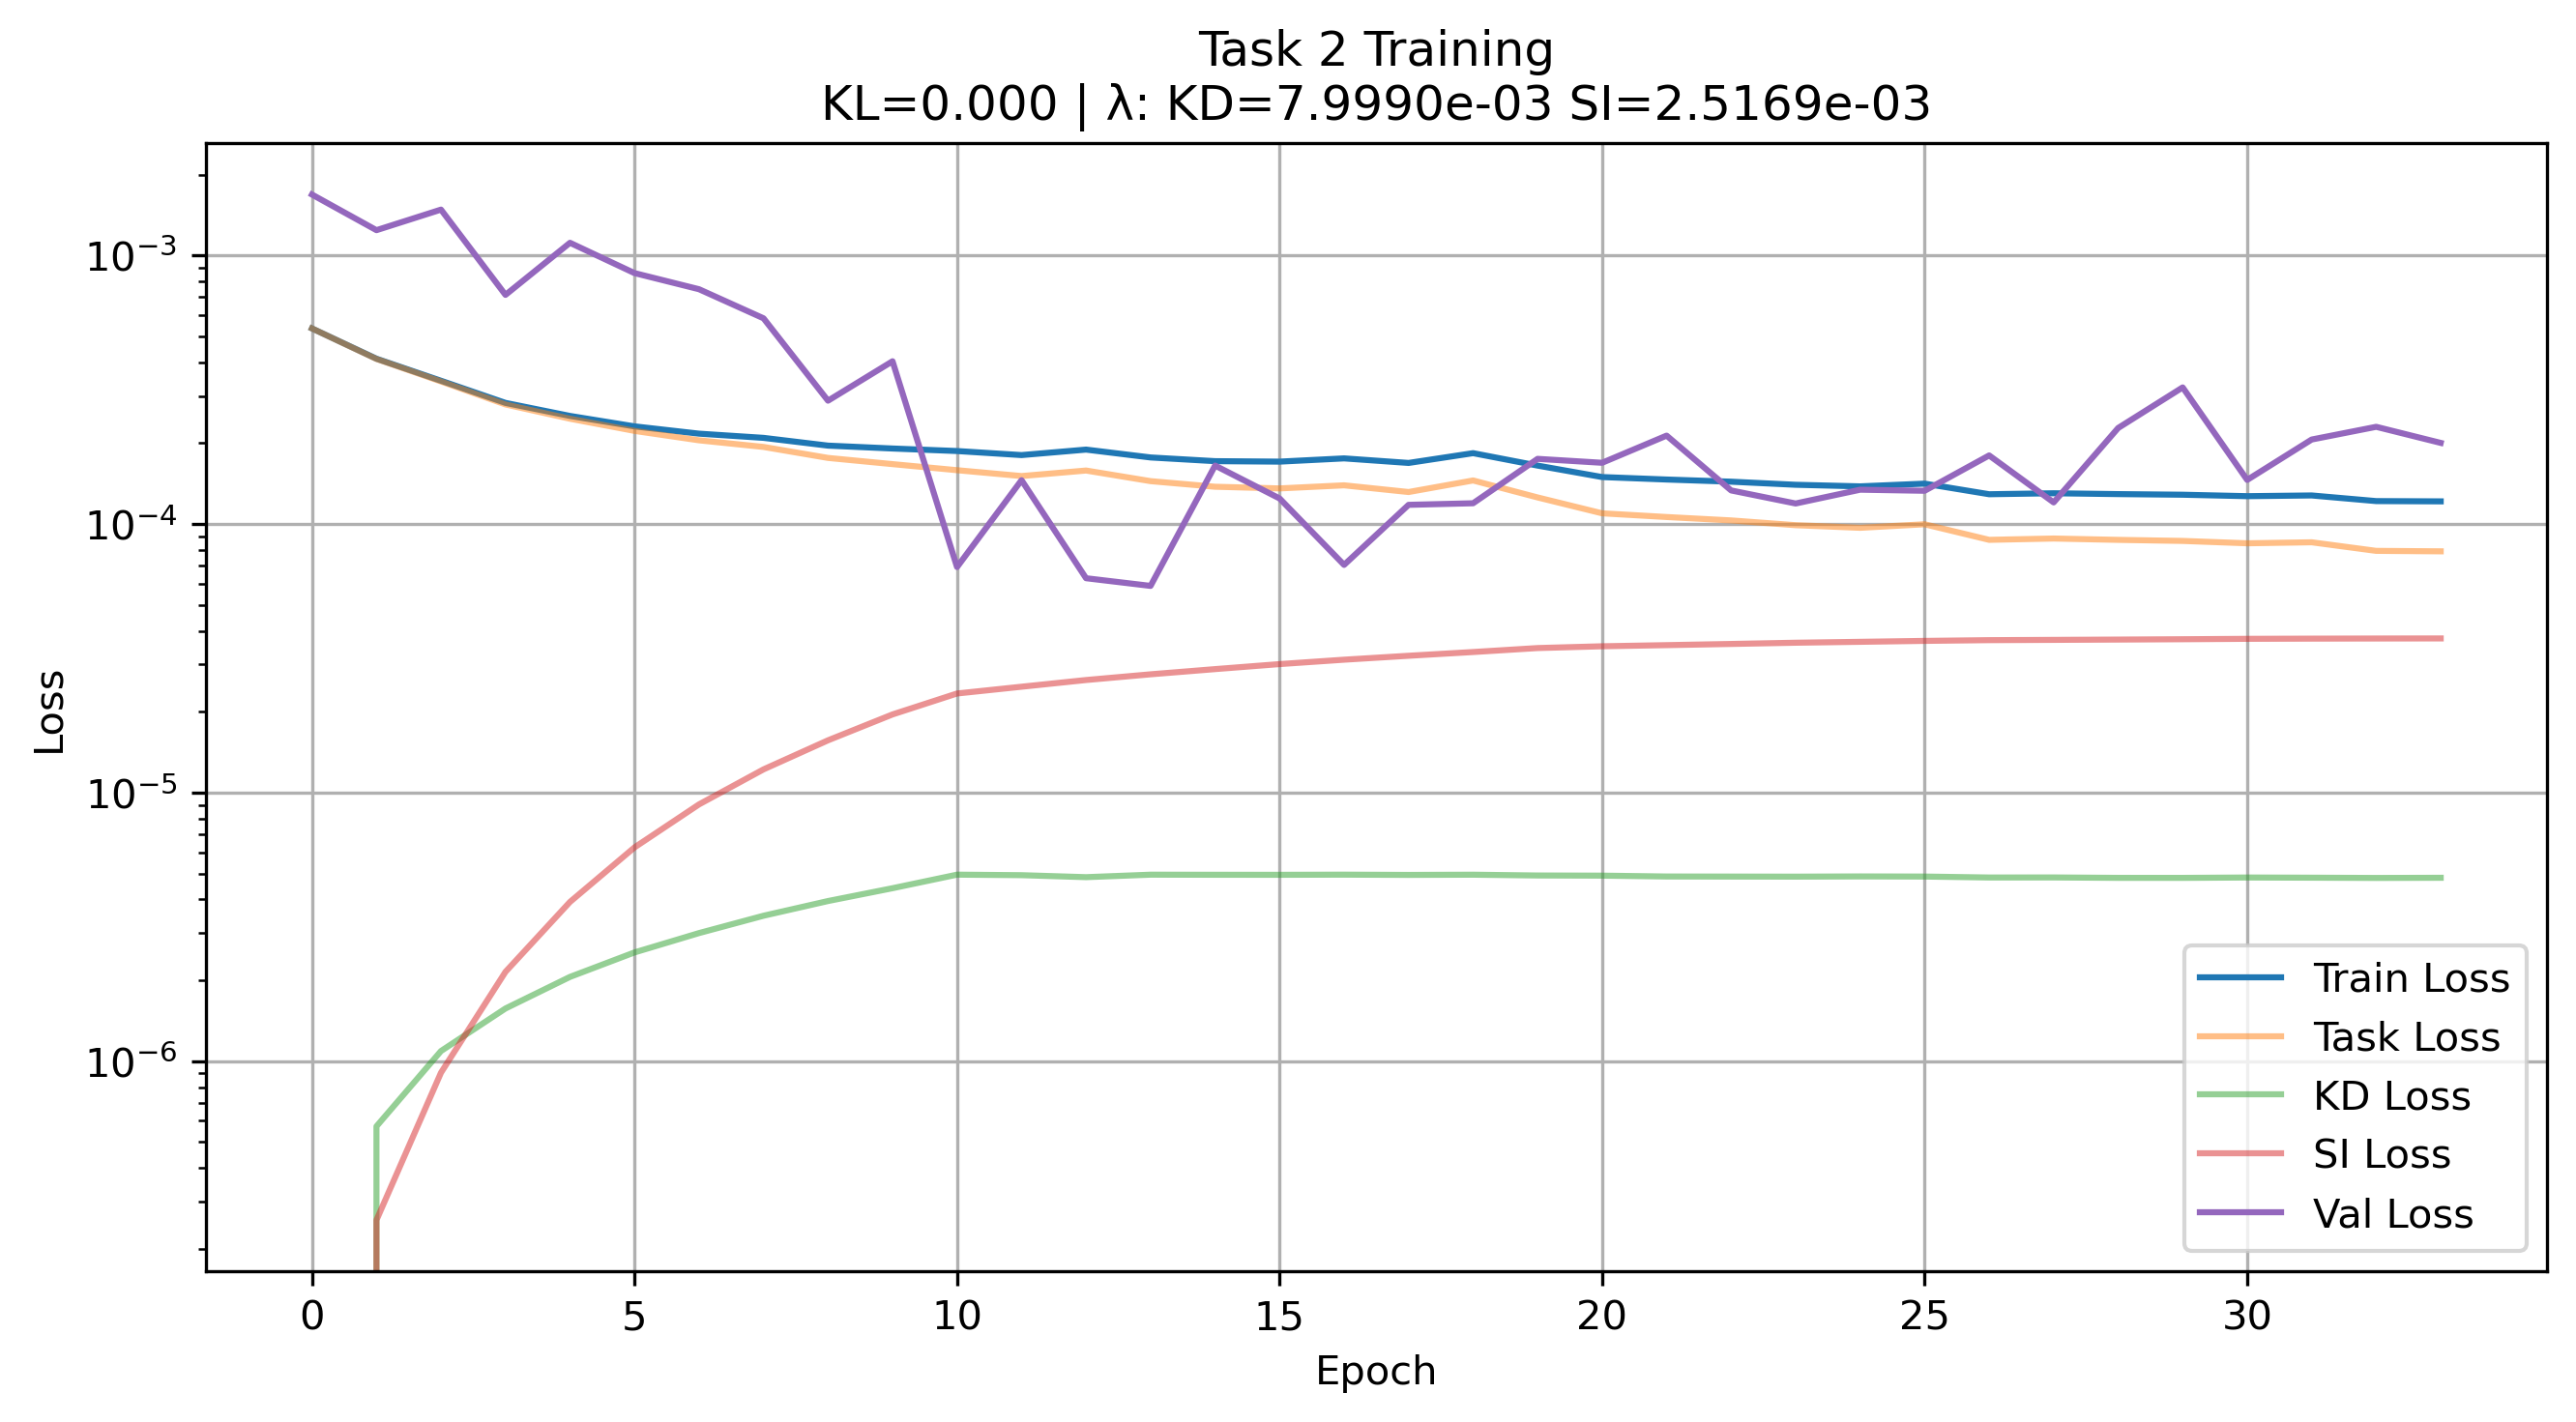 Task 2 Training
KL=0.000 | λ: KD=7.9990e-03 SI=2.5169e-03
Loss
10⁻³
10⁻⁴
10⁻⁵
10⁻⁶
Train Loss
Task Loss
KD Loss
SI Loss
Val Loss
0 5 10 15 20 25 30
Epoch